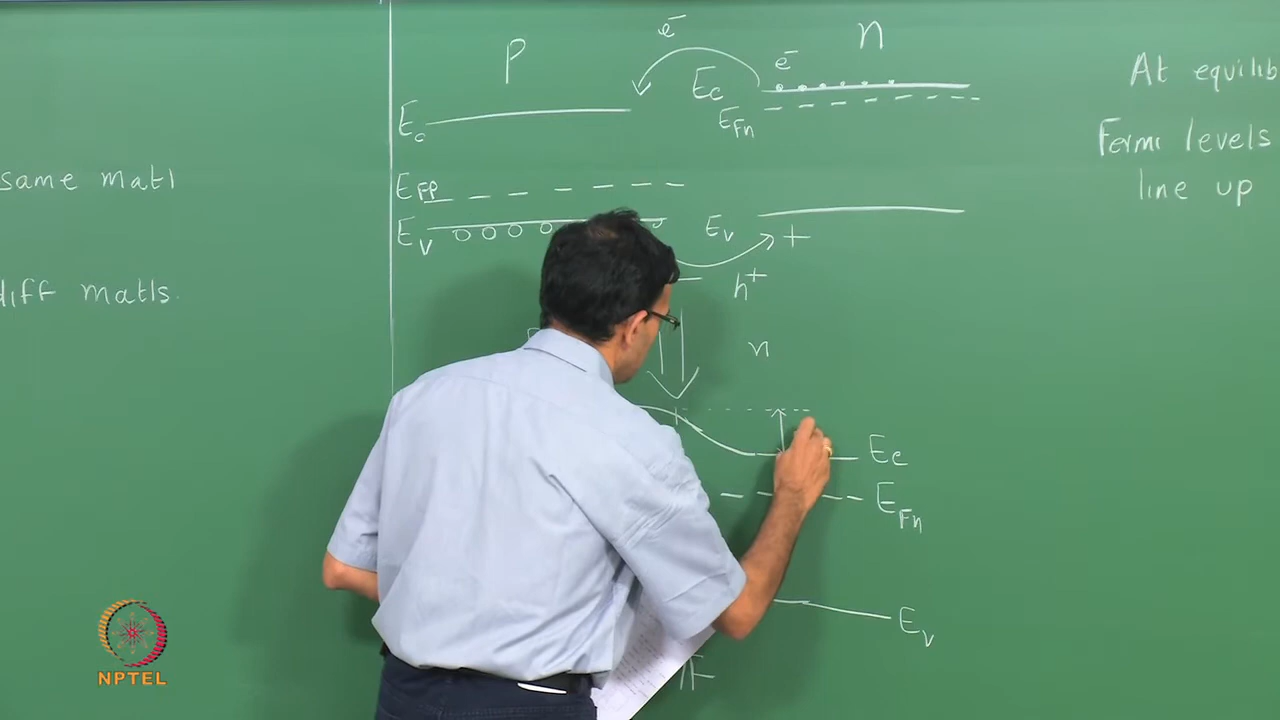 same matl
diff matls.
p
e-
n
e-
Ec
Ec
EFn
EFp
Ev
Ev
+
h+
n
Ec
EFn
Ev
At equilib
Fermi levels
line up
NPTEL